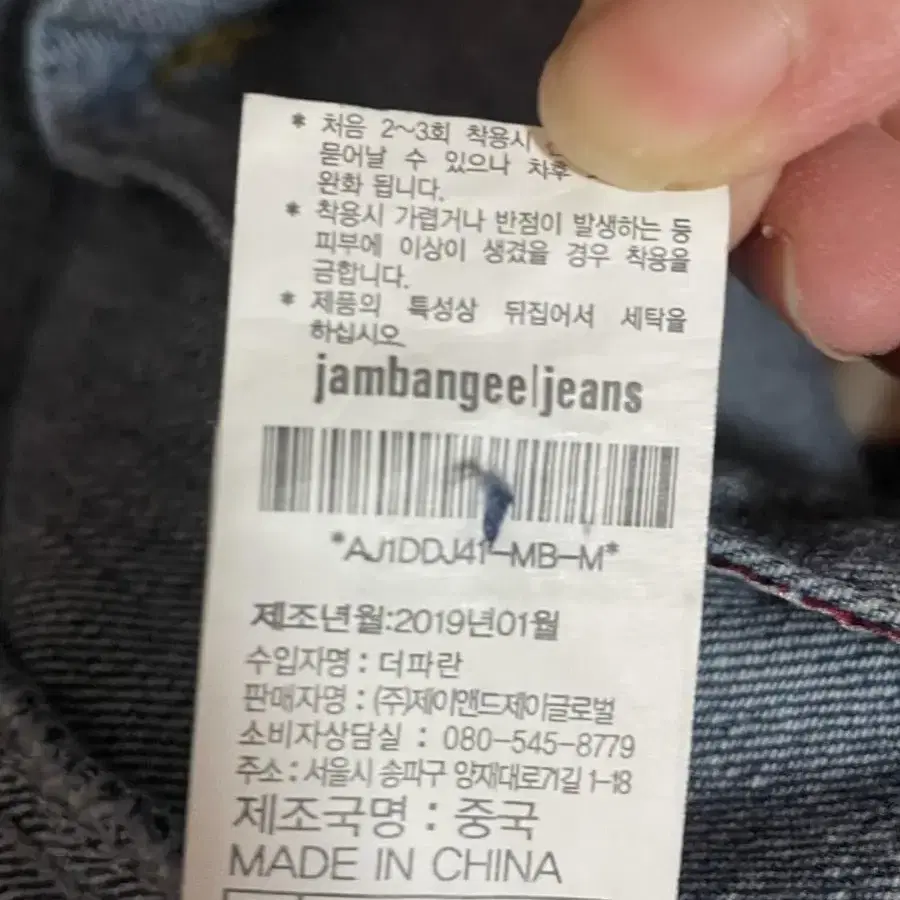 * 처음 2~3회 착용시
묻어날 수 있으나 차후
완화 됩니다.
* 착용시 가렵거나 반점이 발생하는 등
피부에 이상이 생겼을 경우 착용을
금합니다.
* 제품의 특성상 뒤집어서 세탁을
하십시오
jambangee|jeans
*AJ1DDJ41-MB-M*
제조년월:2019년01월
수입자명 : 더파란
판매자명 : (주)제이앤드제이글로벌
소비자상담실 : 080-545-8779
주소 : 서울시 송파구 양재대로71길 1-18
제조국명 : 중국
MADE IN CHINA